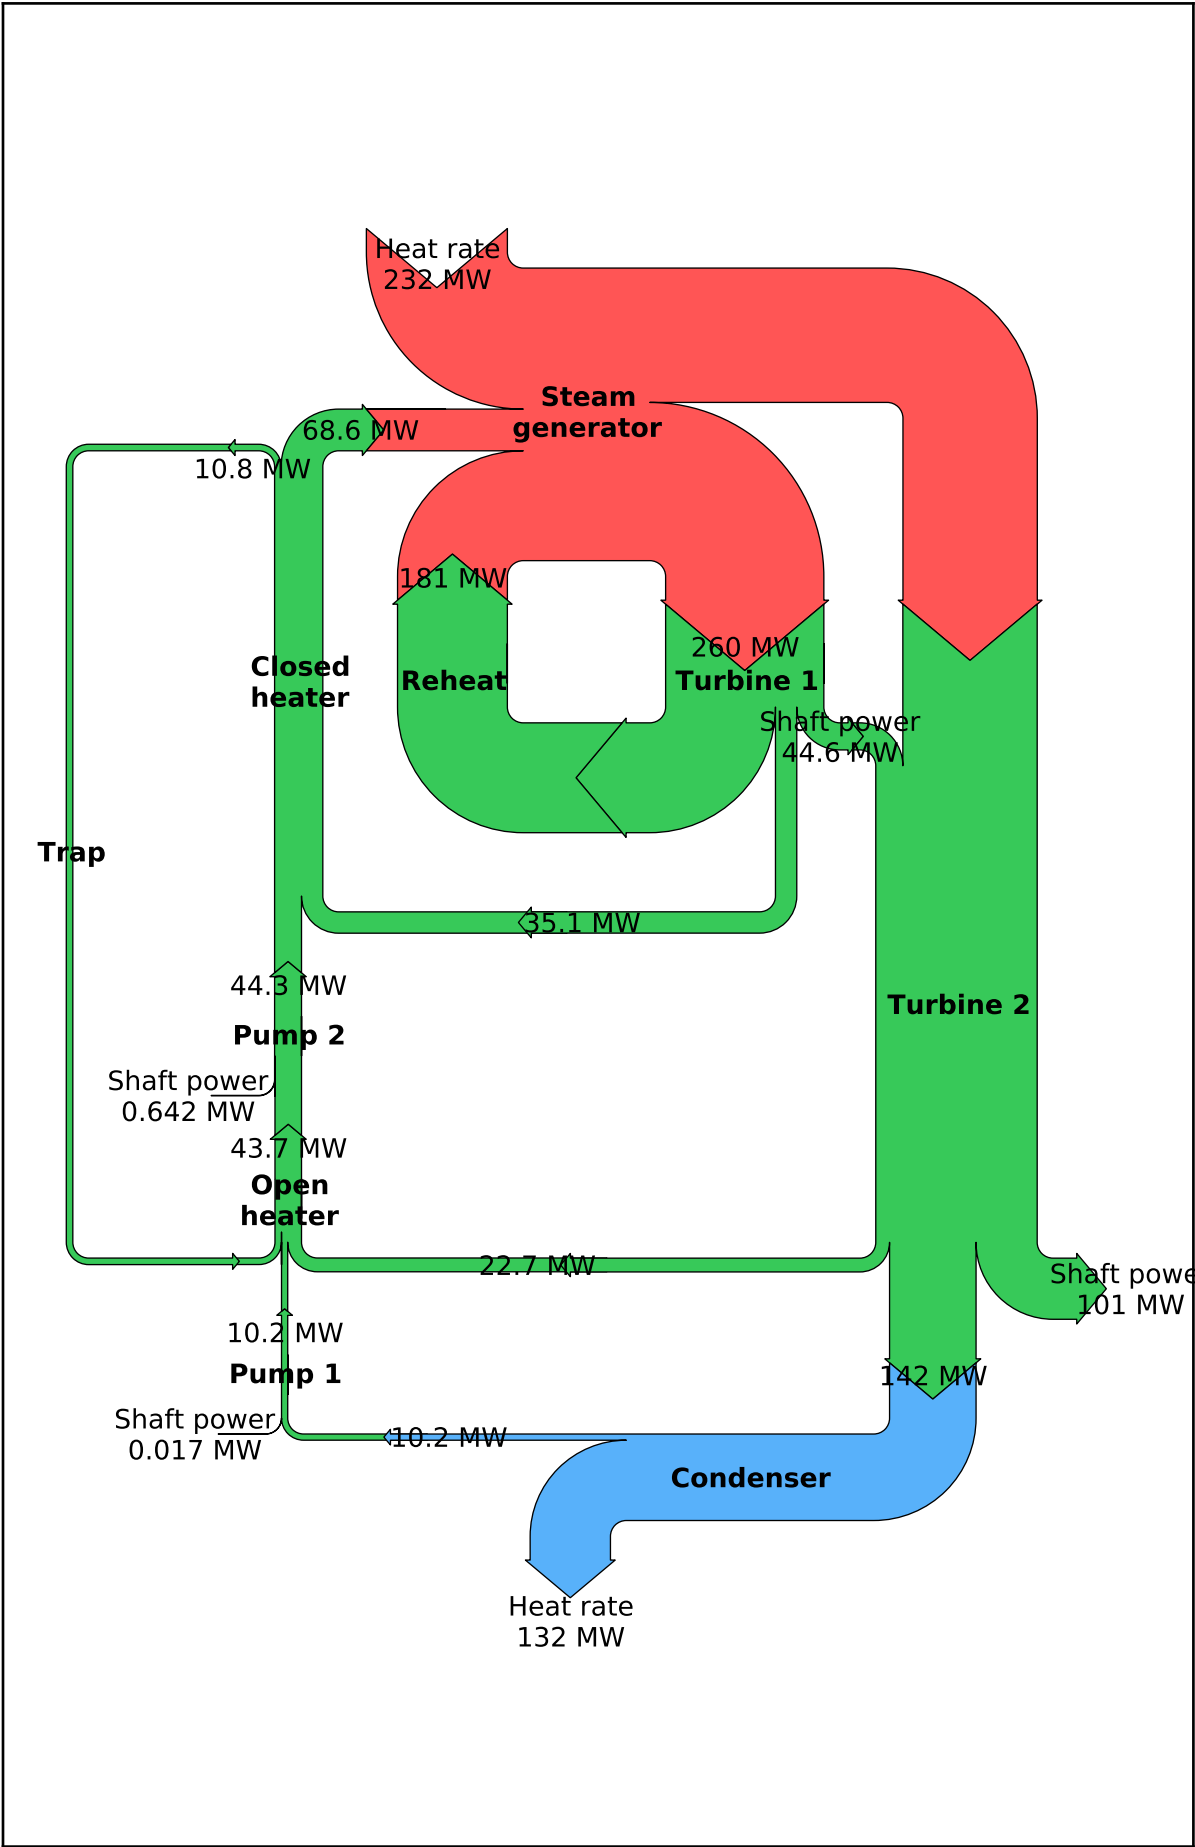 Heat rate
232 MW
Steam
generator
68.6 MW
10.8 MW
181 MW
260 MW
Closed
heater
Reheat
Turbine 1
Shaft power
44.6 MW
Trap
35.1 MW
44.3 MW
Pump 2
Turbine 2
Shaft power
0.642 MW
43.7 MW
Open
heater
22.7 MW
Shaft powe
101 MW
10.2 MW
Pump 1
142 MW
Shaft power
0.017 MW
10.2 MW
Condenser
Heat rate
132 MW